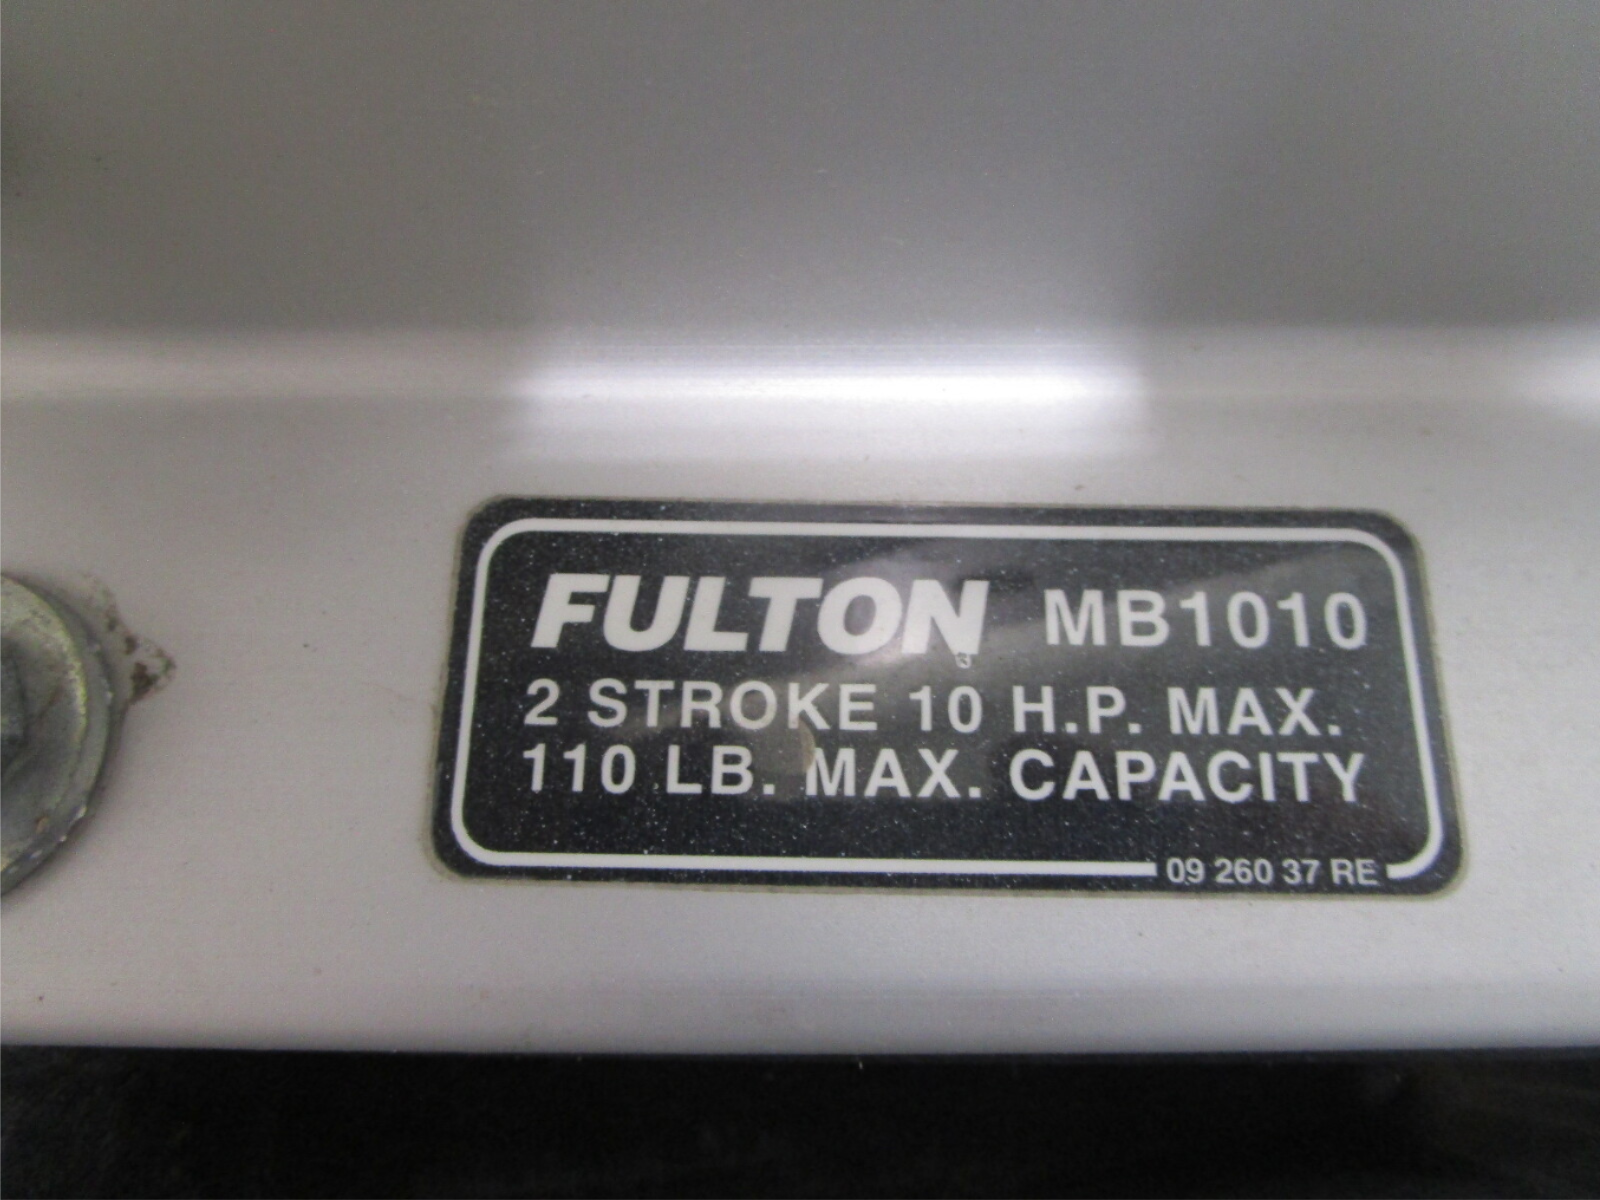 FULTON MB1010
2 STROKE 10 H.P. MAX.
110 LB. MAX. CAPACITY
09 260 37 RE